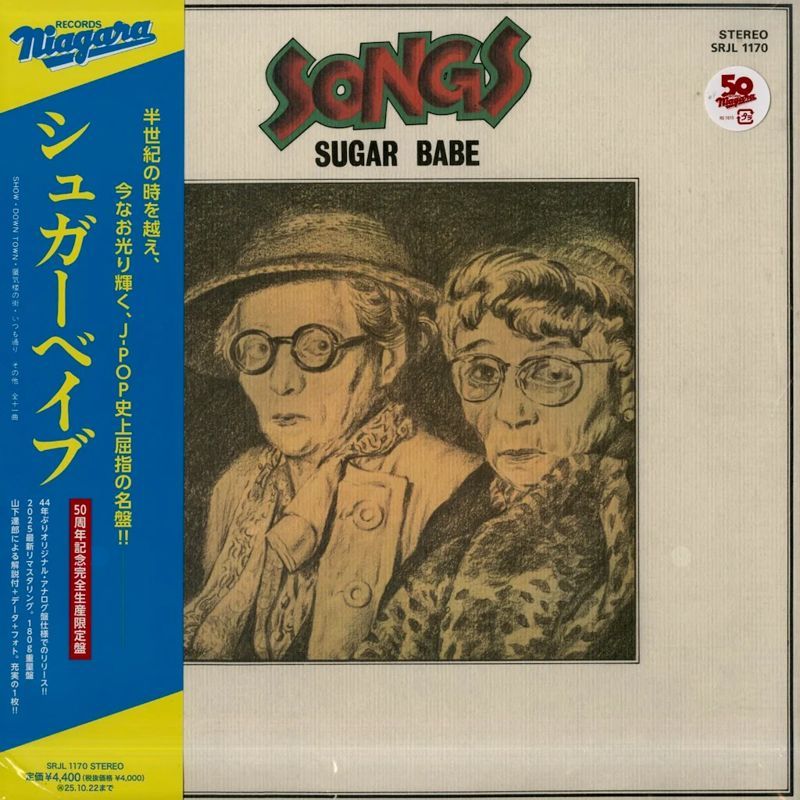 RECORDS
Niagara
半世紀の時を越え、
今なお光り輝く、J-POP史上屈指の名盤!!
シュガーベイブ
SHOW・DOWN TOWN・蜃気楼の街・いつも通り その他 全十一曲
50周年記念完全生産限定盤
44年ぶりオリジナル・アナログ盤仕様でのリリース!!
2025最新リマスタリング。180g重量盤
山下達郎による解説付+データ+フォト。充実の1枚!!
SRJL 1170 STEREO
定価¥4,400(税抜価格 ¥4,000)
㊢25.10.22まで
SONGS
SUGAR BABE
STEREO
SRJL 1170
50
Niagara